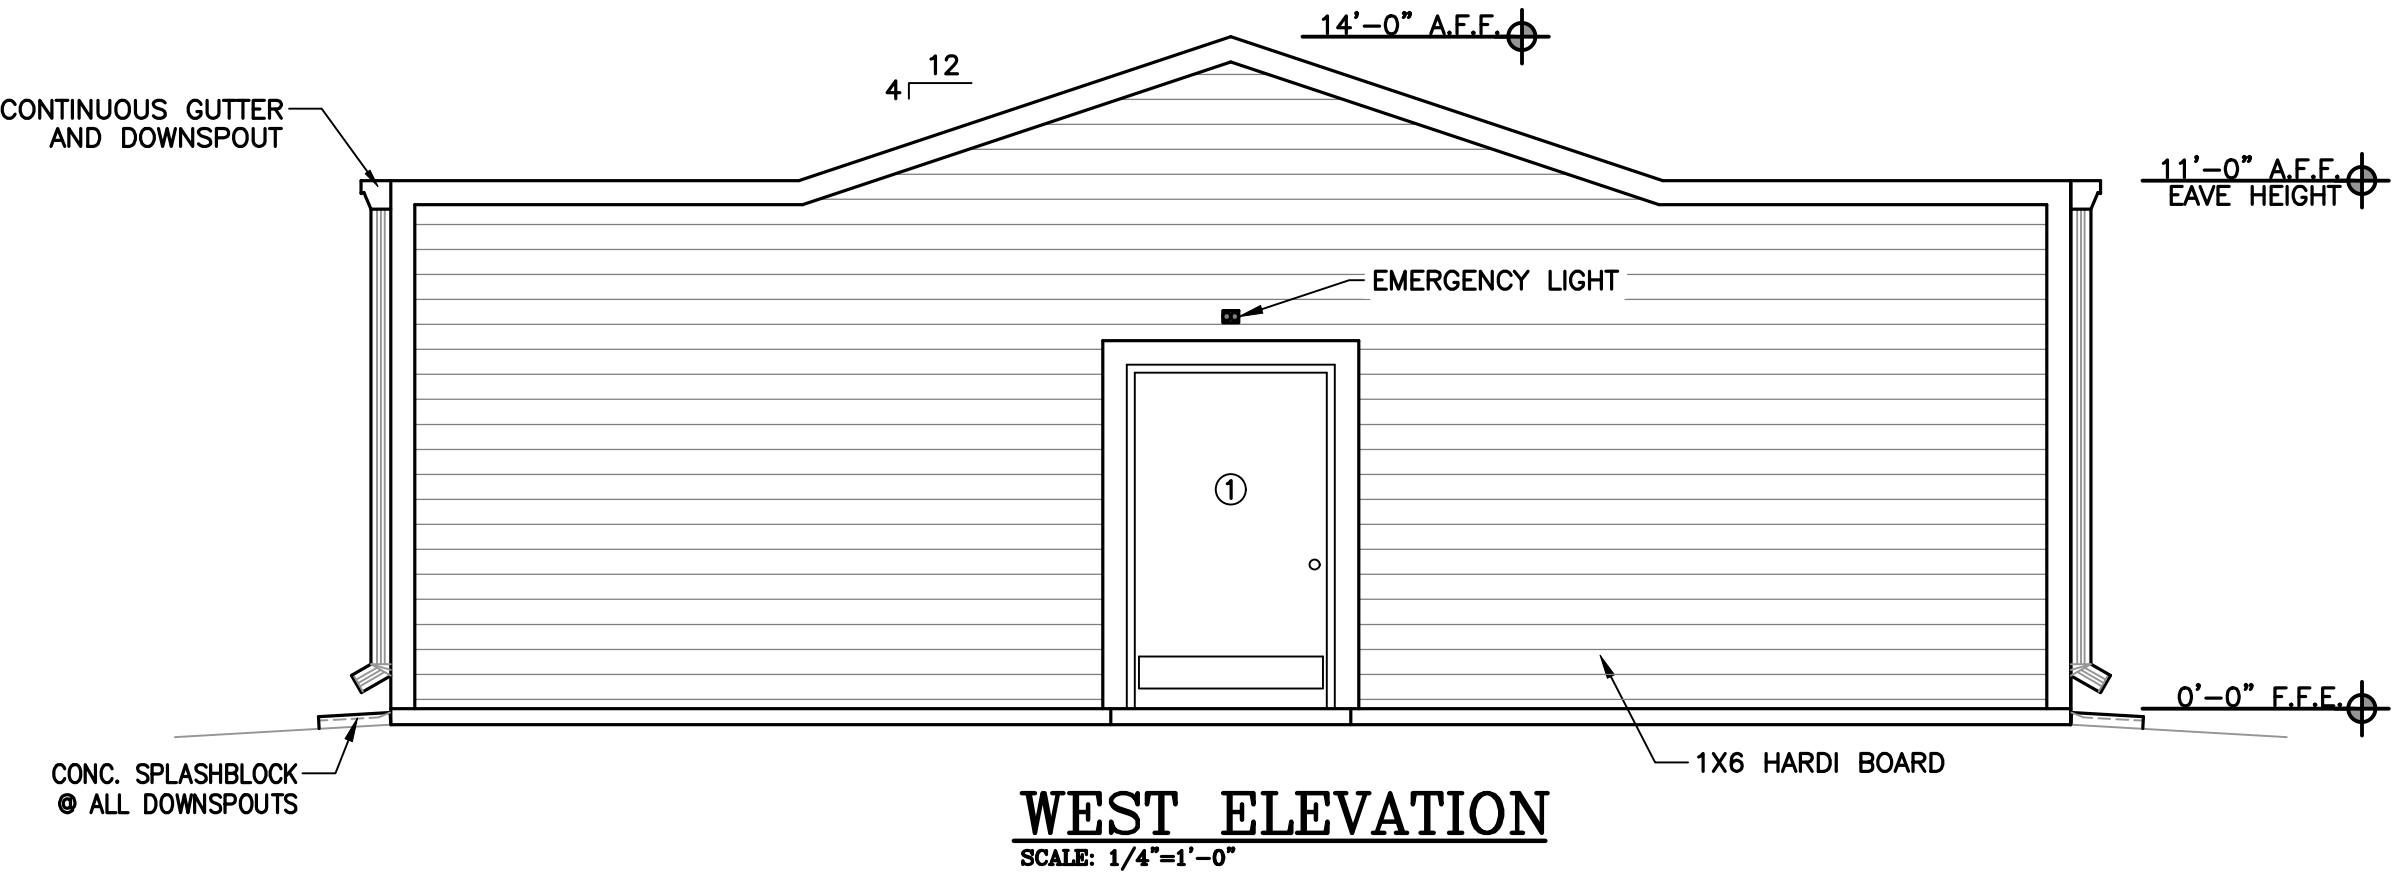 14'-0" A.F.F.
12
4
CONTINUOUS GUTTER
AND DOWNSPOUT
11'-0" A.F.F.
EAVE HEIGHT
EMERGENCY LIGHT
1
0'-0" F.F.E.
1X6 HARDI BOARD
CONC. SPLASHBLOCK
@ ALL DOWNSPOUTS
WEST ELEVATION
SCALE: 1/4"=1'-0"